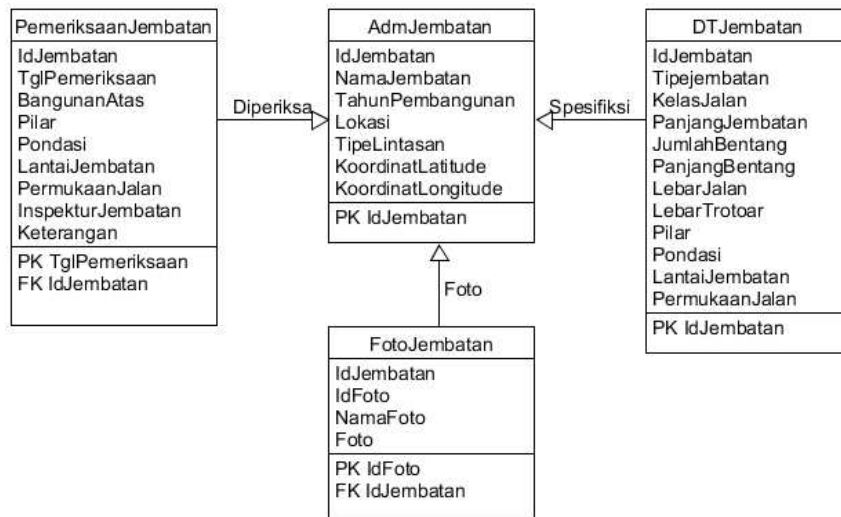 PemeriksaanJembatan
IdJembatan
TglPemeriksaan
BangunanAtas
Pilar
Pondasi
LantaiJembatan
PermukaanJalan
InspekturJembatan
Keterangan
PK TglPemeriksaan
FK IdJembatan
Diperiksa
AdmJembatan
IdJembatan
NamaJembatan
TahunPembangunan
Lokasi
TipeLintasan
KoordinatLatitude
KoordinatLongitude
PK IdJembatan
Spesifiksi
DTJembatan
IdJembatan
Tipejembatan
KelasJalan
PanjangJembatan
JumlahBentang
PanjangBentang
LebarJalan
LebarTrotoar
Pilar
Pondasi
LantaiJembatan
PermukaanJalan
PK IdJembatan
Foto
FotoJembatan
IdJembatan
IdFoto
NamaFoto
Foto
PK IdFoto
FK IdJembatan